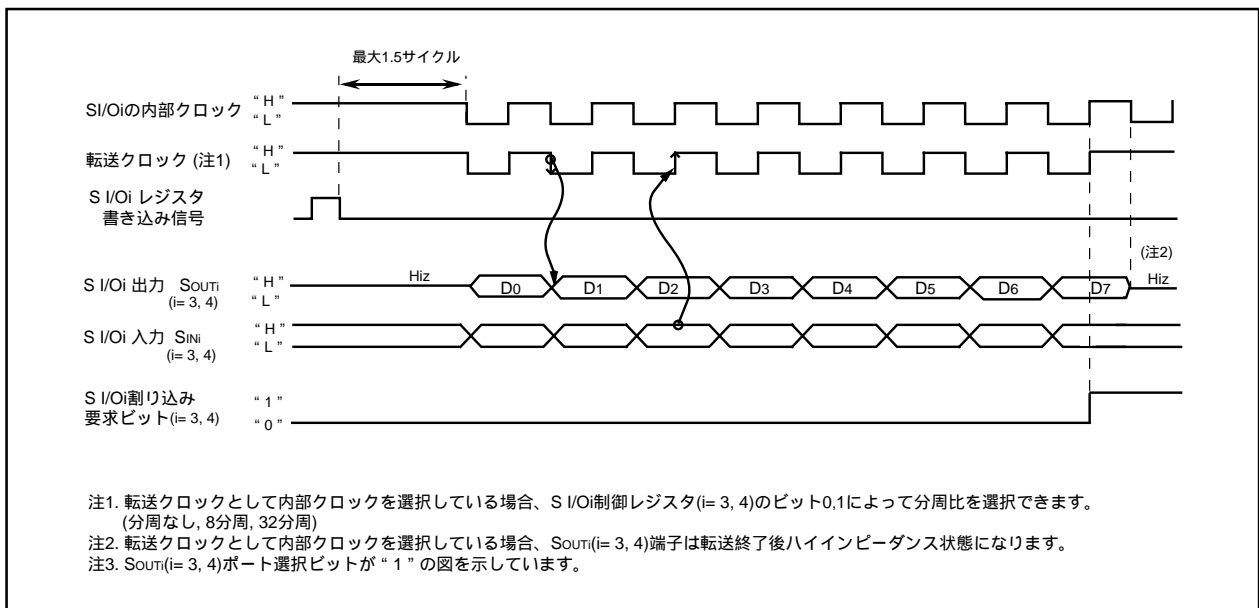 最大1.5サイクル
SI/Oiの内部クロック “ H ”
“ L ”
転送クロック (注1) “ H ”
“ L ”
S I/Oi レジスタ
書き込み信号
(注2)
S I/Oi 出力 SOUTi “ H ” Hiz D0 D1 D2 D3 D4 D5 D6 D7 Hiz
(i= 3, 4) “ L ”
S I/Oi 入力 SINi “ H ”
(i= 3, 4) “ L ”
S I/Oi割り込み “ 1 ”
要求ビット(i= 3, 4) “ 0 ”
注1. 転送クロックとして内部クロックを選択している場合、S I/Oi制御レジスタ(i= 3, 4)のビット0,1によって分周比を選択できます。
(分周なし, 8分周, 32分周)
注2. 転送クロックとして内部クロックを選択している場合、SOUTi(i= 3, 4)端子は転送終了後ハイインピーダンス状態になります。
注3. SOUTi(i= 3, 4)ポート選択ビットが “ 1 ” の図を示しています。